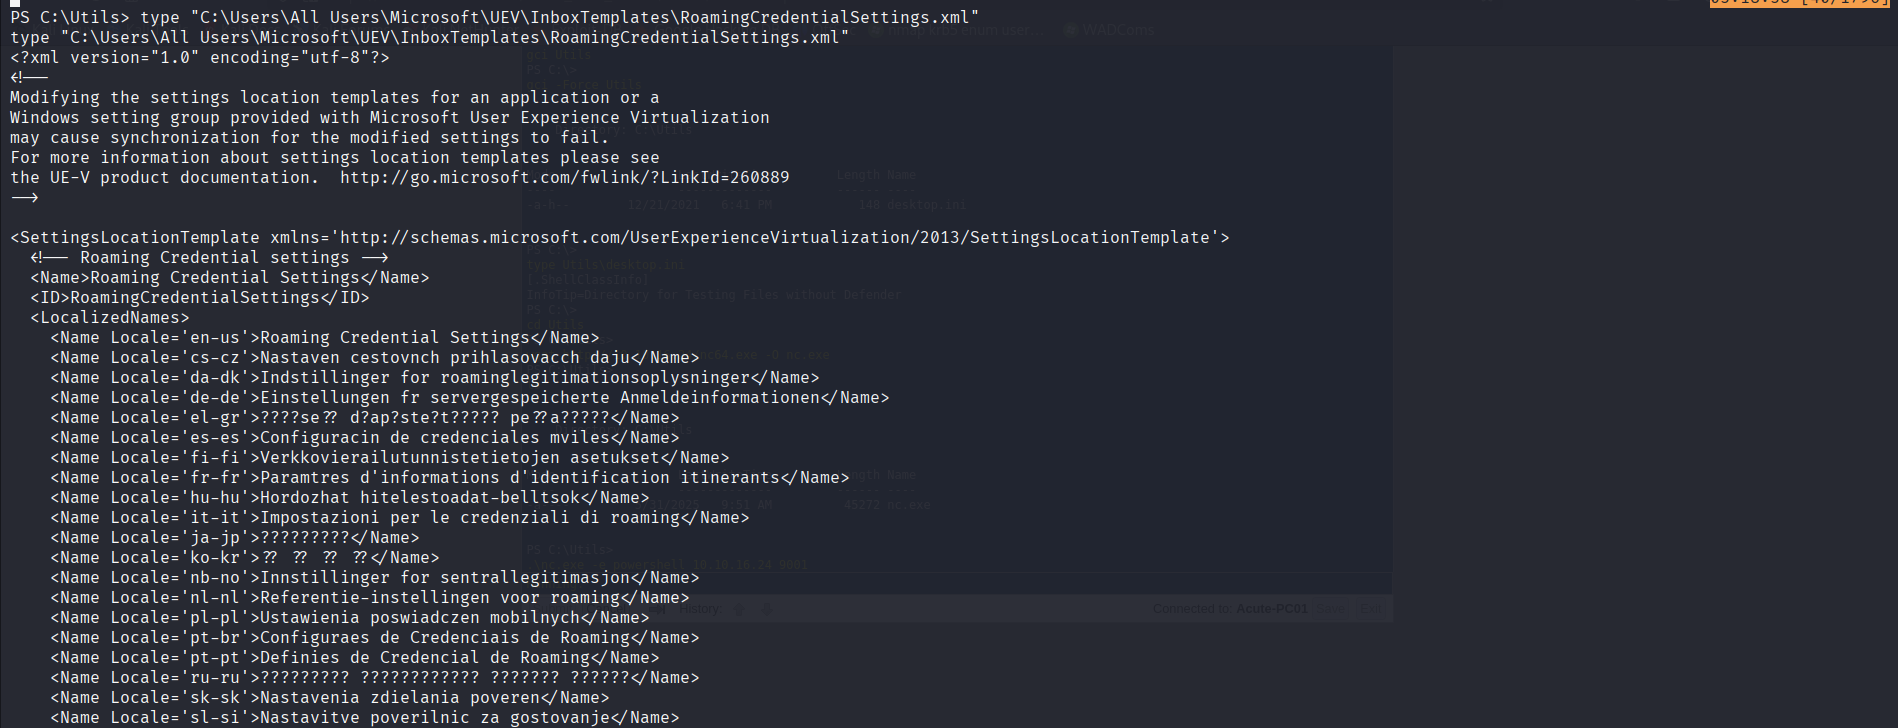 03:18:38 [40/1790]
PS C:\Utils> type "C:\Users\All Users\Microsoft\UEV\InboxTemplates\RoamingCredentialSettings.xml"
type "C:\Users\All Users\Microsoft\UEV\InboxTemplates\RoamingCredentialSettings.xml"
<?xml version="1.0" encoding="utf-8"?>
<!--
Modifying the settings location templates for an application or a
Windows setting group provided with Microsoft User Experience Virtualization
may cause synchronization for the modified settings to fail.
For more information about settings location templates please see
the UE-V product documentation.  http://go.microsoft.com/fwlink/?LinkId=260889
-->
<SettingsLocationTemplate xmlns='http://schemas.microsoft.com/UserExperienceVirtualization/2013/SettingsLocationTemplate'>
<!-- Roaming Credential settings -->
<Name>Roaming Credential Settings</Name>
<ID>RoamingCredentialSettings</ID>
<LocalizedNames>
<Name Locale='en-us'>Roaming Credential Settings</Name>
<Name Locale='cs-cz'>Nastaven cestovnch prihlasovacch daju</Name>
<Name Locale='da-dk'>Indstillinger for roaminglegitimationsoplysninger</Name>
<Name Locale='de-de'>Einstellungen fr servergespeicherte Anmeldeinformationen</Name>
<Name Locale='el-gr'>????se?? d?ap?ste?t????? pe??a?????</Name>
<Name Locale='es-es'>Configuracin de credenciales mviles</Name>
<Name Locale='fi-fi'>Verkkovierailutunnistetietojen asetukset</Name>
<Name Locale='fr-fr'>Paramtres d'informations d'identification itinerants</Name>
<Name Locale='hu-hu'>Hordozhat hitelestoadat-belltsok</Name>
<Name Locale='it-it'>Impostazioni per le credenziali di roaming</Name>
<Name Locale='ja-jp'>?????????</Name>
<Name Locale='ko-kr'>?? ?? ?? ??</Name>
<Name Locale='nb-no'>Innstillinger for sentrallegitimasjon</Name>
<Name Locale='nl-nl'>Referentie-instellingen voor roaming</Name>
<Name Locale='pl-pl'>Ustawienia poswiadczen mobilnych</Name>
<Name Locale='pt-br'>Configuraes de Credenciais de Roaming</Name>
<Name Locale='pt-pt'>Definies de Credencial de Roaming</Name>
<Name Locale='ru-ru'>????????? ???????????? ??????? ??????</Name>
<Name Locale='sk-sk'>Nastavenia zdielania poveren</Name>
<Name Locale='sl-si'>Nastavitve poverilnic za gostovanje</Name>